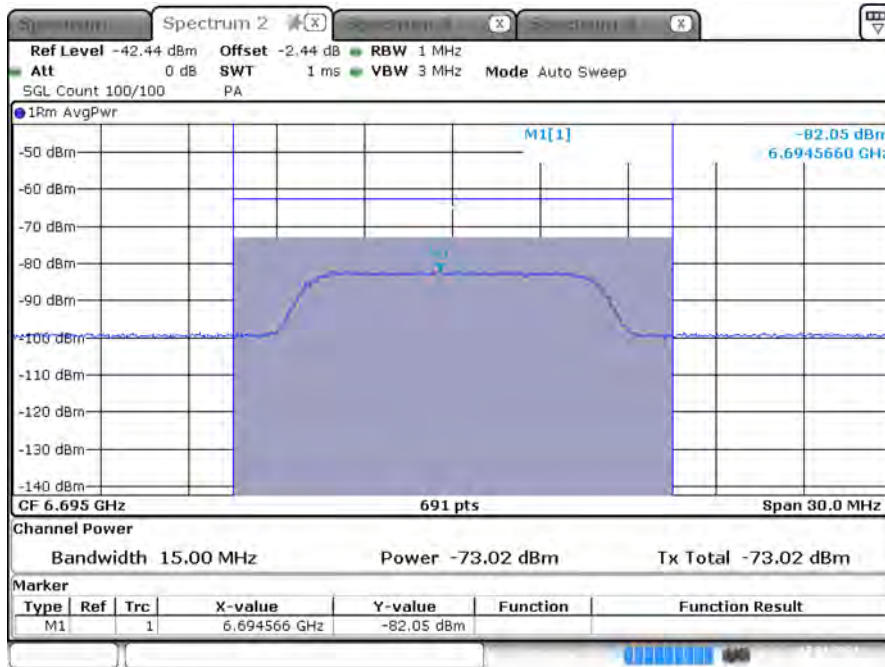 Spectrum 2
X
X
X
Ref Level -42.44 dBm Offset -2.44 dB RBW 1 MHz
Att 0 dB SWT 1 ms VBW 3 MHz Mode Auto Sweep
SGL Count 100/100 PA
1Rm AvgPwr
M1[1] -82.05 dBm
6.6945660 GHz
-50 dBm
-60 dBm
-70 dBm
-80 dBm
-90 dBm
-100 dBm
-110 dBm
-120 dBm
-130 dBm
-140 dBm
CF 6.695 GHz 691 pts Span 30.0 MHz
Channel Power
Bandwidth 15.00 MHz Power -73.02 dBm Tx Total -73.02 dBm
Marker
Type Ref Trc X-value Y-value Function Function Result
M1 1 6.694566 GHz -82.05 dBm